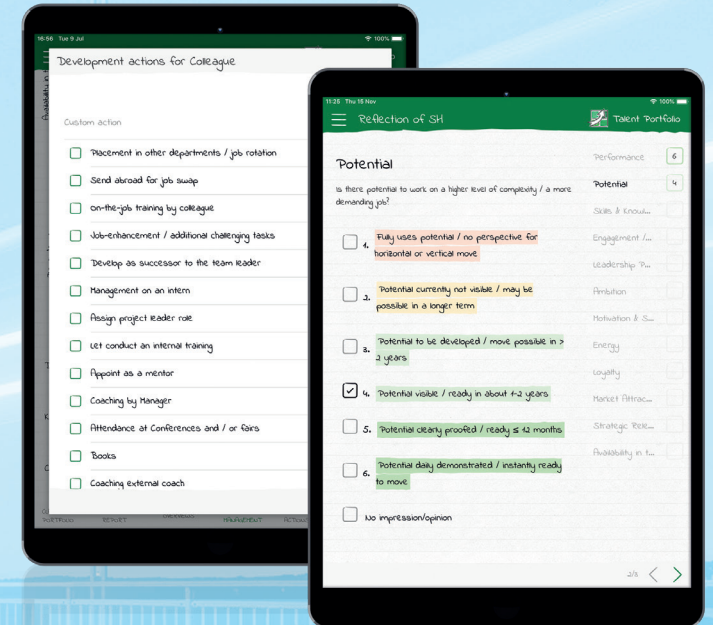 16:56 Tue 9 Jul
100%
Development actions for Colleague
Custom action
Placement in other departments / job rotation
Send abroad for job swap
On-the-job training by colleague
Job-enhancement / additional challenging tasks
Develop as successor to the team leader
Management on an intern
Assign project leader role
Let conduct an internal training
Appoint as a mentor
Coaching by Manager
Attendance at Conferences and / or fairs
Books
Coaching external coach
PORTFOLIO
REPORT
MANAGEMENT
11:25 Thu 15 Nov
100%
Reflection of SH
Talent Portfolio
Potential
Is there potential to work on a higher level of complexity / a more
demanding job?
1. Fully uses potential / no perspective for
horizontal or vertical move
2. Potential currently not visible / may be
possible in a longer term
3. Potential to be developed / move possible in >
2 years
4. Potential visible / ready in about 1-2 years
5. Potential clearly proofed / ready ≤ 12 months
6. Potential daily demonstrated / instantly ready
to move
No impression/opinion
Performance 6
Potential 4
Skills & Knowl...
Engagement /...
Leadership P...
Ambition
Motivation & S...
Energy
Loyalty
Market Attrac...
Strategic Rele...
Availability in t...